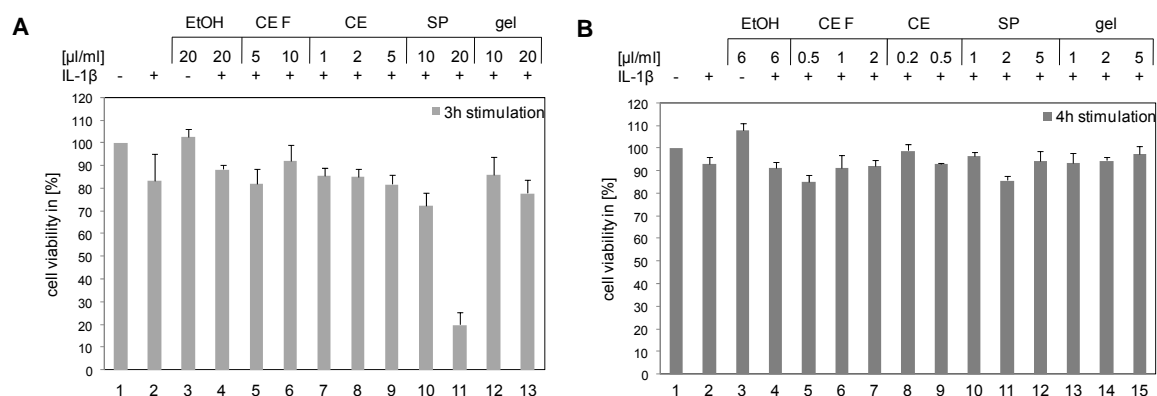 A
EtOH CE F CE SP gel
[µl/ml] 20 20 5 10 1 2 5 10 20 10 20
IL-1β - + - + + + + + + + + + +
3h stimulation
cell viability in [%]
120
110
100
90
80
70
60
50
40
30
20
10
0
1 2 3 4 5 6 7 8 9 10 11 12 13
B
EtOH CE F CE SP gel
[µl/ml] 6 6 0.5 1 2 0.2 0.5 1 2 5 1 2 5
IL-1β - + - + + + + + + + + + + + +
4h stimulation
cell viability in [%]
120
110
100
90
80
70
60
50
40
30
20
10
0
1 2 3 4 5 6 7 8 9 10 11 12 13 14 15